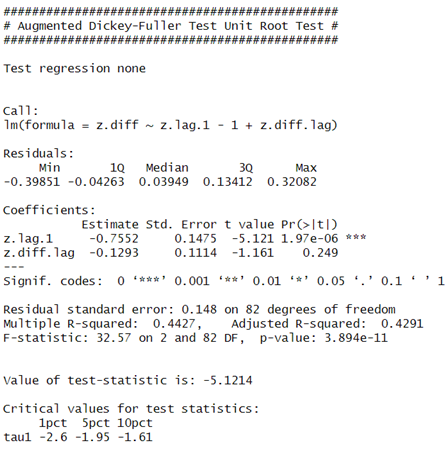 ###############################################
# Augmented Dickey-Fuller Test Unit Root Test #
###############################################
Test regression none
Call:
lm(formula = z.diff ~ z.lag.1 - 1 + z.diff.lag)
Residuals:
Min 1Q Median 3Q Max
-0.39851 -0.04263 0.03949 0.13412 0.32082
Coefficients:
Estimate Std. Error t value Pr(>|t|)
z.lag.1 -0.7552 0.1475 -5.121 1.97e-06 ***
z.diff.lag -0.1293 0.1114 -1.161 0.249
---
Signif. codes: 0 ‘***’ 0.001 ‘**’ 0.01 ‘*’ 0.05 ‘.’ 0.1 ‘ ’ 1
Residual standard error: 0.148 on 82 degrees of freedom
Multiple R-squared: 0.4427, Adjusted R-squared: 0.4291
F-statistic: 32.57 on 2 and 82 DF, p-value: 3.894e-11
Value of test-statistic is: -5.1214
Critical values for test statistics:
1pct 5pct 10pct
tau1 -2.6 -1.95 -1.61